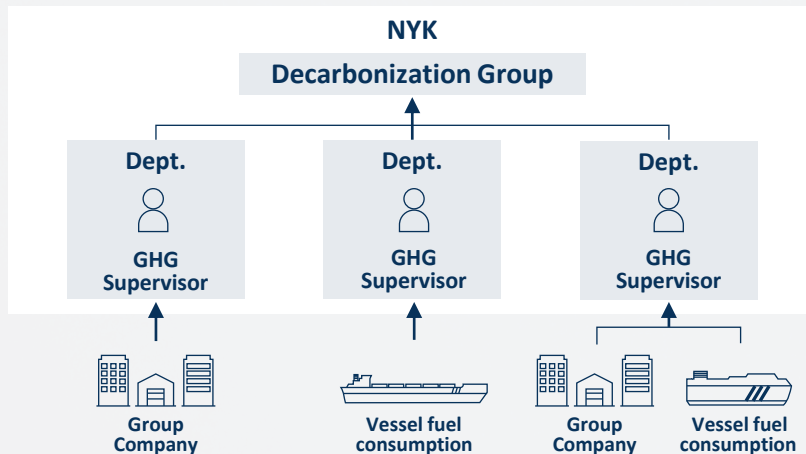 NYK
Decarbonization Group
Dept.
GHG
Supervisor
Dept.
GHG
Supervisor
Dept.
GHG
Supervisor
Group
Company
Vessel fuel
consumption
Group
Company
Vessel fuel
consumption